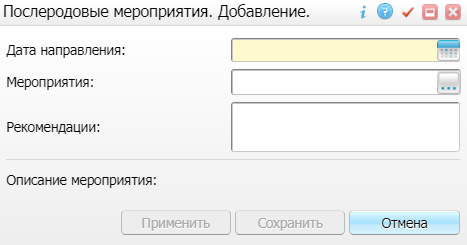 Послеродовые мероприятия. Добавление.
Дата направления:
Мероприятия:
Рекомендации:
Описание мероприятия:
Применить Сохранить Отмена